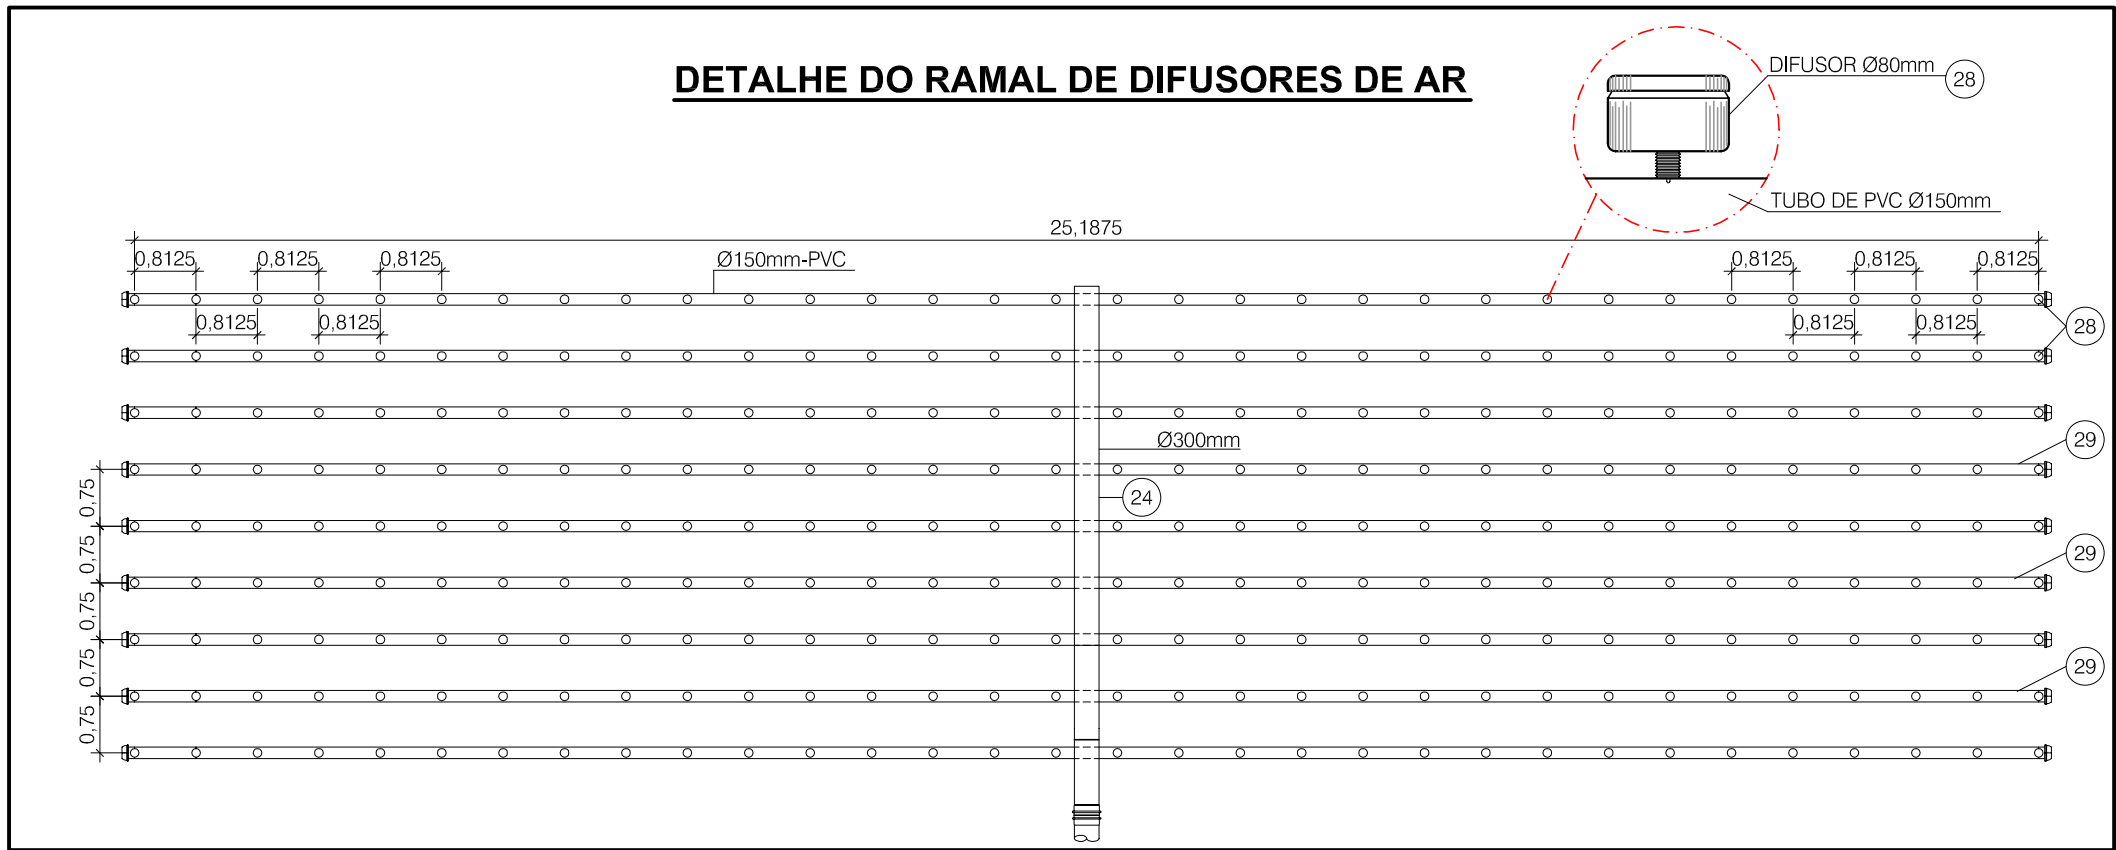 DETALHE DO RAMAL DE DIFUSORES DE AR
DIFUSOR Ø80mm
28
TUBO DE PVC Ø150mm
25,1875
0,8125 0,8125 0,8125
Ø150mm-PVC
0,8125 0,8125 0,8125
0,8125 0,8125
0,8125 0,8125
28
Ø300mm
29
24
0,75
0,75
29
0,75
0,75
29
0,75